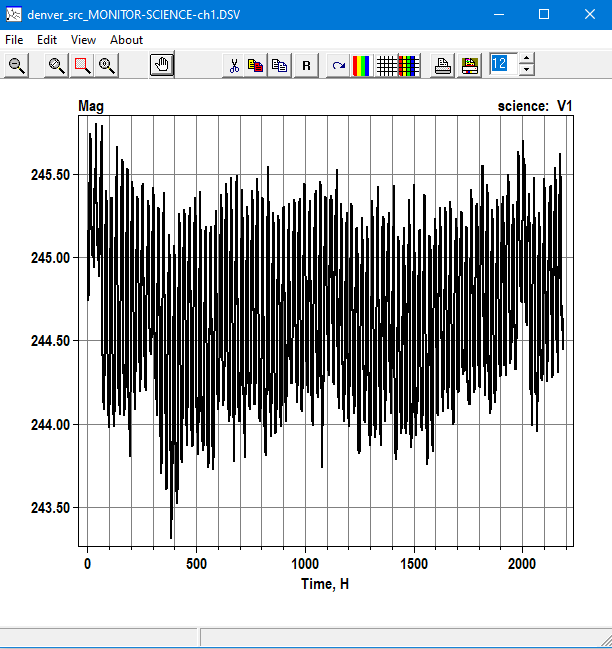 denver_src_MONITOR-SCIENCE-ch1.DSV
File Edit View About
R 12
Mag science: V1
245.50
245.00
244.50
244.00
243.50
0 500 1000 1500 2000
Time, H